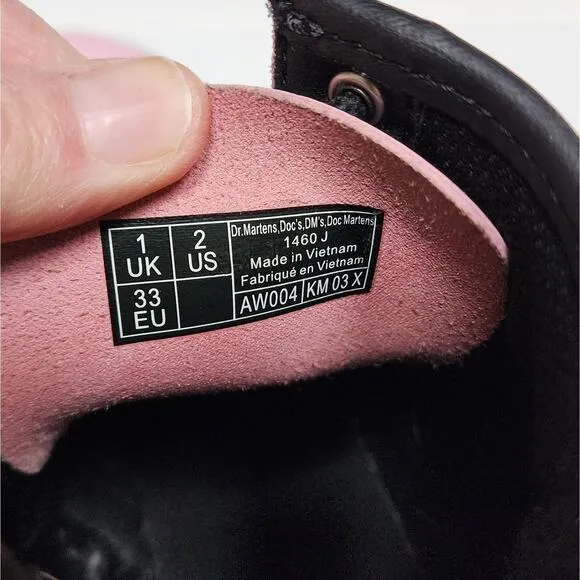 1 UK
2 US
33 EU
Dr.Martens,Doc's,DM's,Doc Martens
1460 J
Made in Vietnam
Fabriqué en Vietnam
AW004 KM 03 X